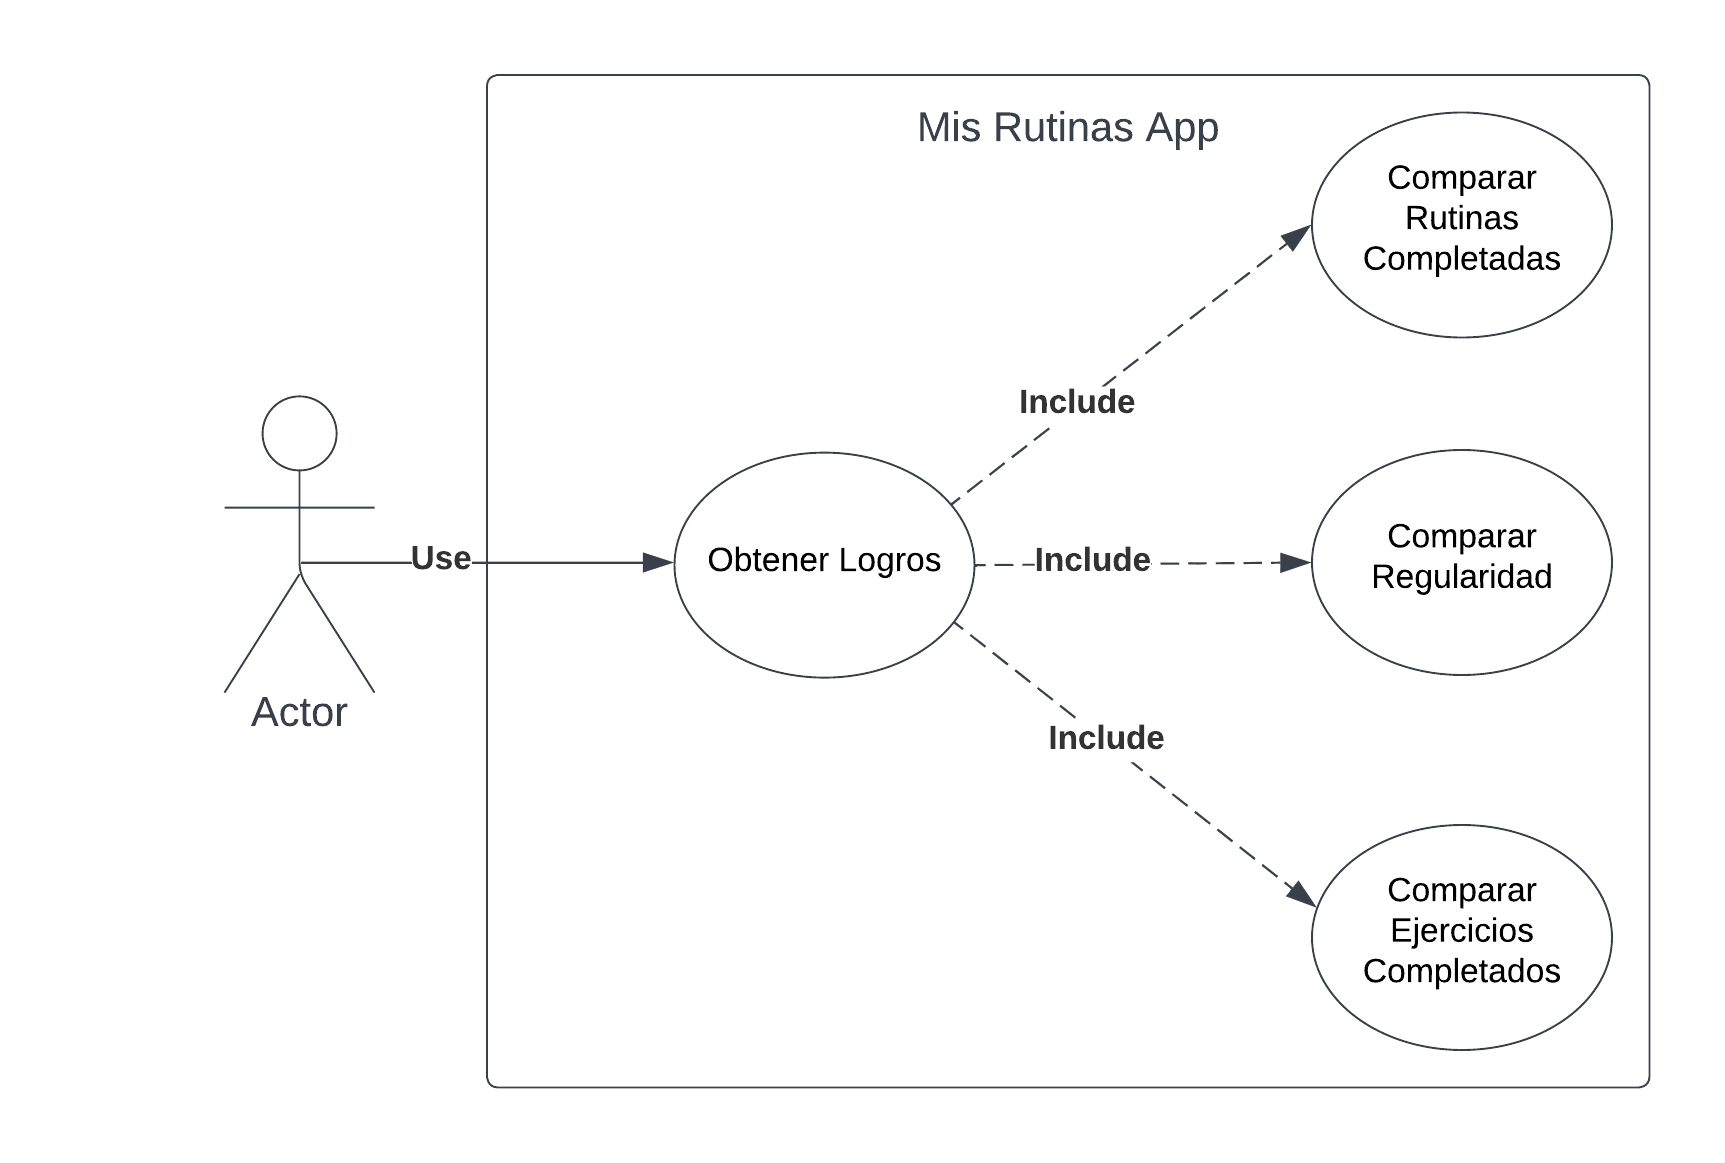 Mis Rutinas App
Comparar
Rutinas
Completadas
Include
Use
Obtener Logros
Include
Comparar
Regularidad
Actor
Include
Comparar
Ejercicios
Completados